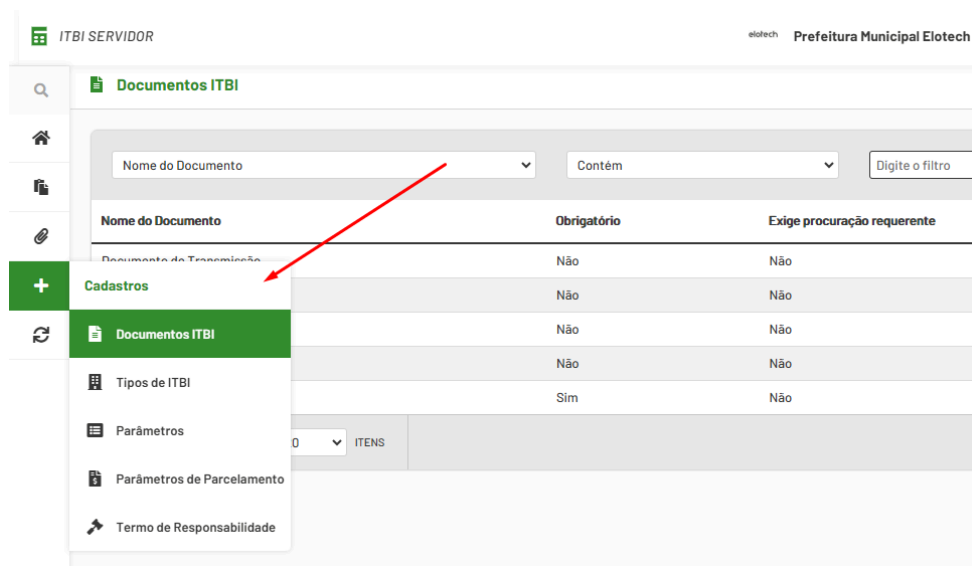 ITBI SERVIDOR
elotech Prefeitura Municipal Elotech
Documentos ITBI
Nome do Documento Contém Digite o filtro
Nome do Documento Obrigatório Exige procuração requerente
Documento de Transmissão Não Não
Cadastros Não Não
Documentos ITBI Não Não
Não Não
Tipos de ITBI
Sim Não
Parâmetros
ITENS
Parâmetros de Parcelamento
Termo de Responsabilidade